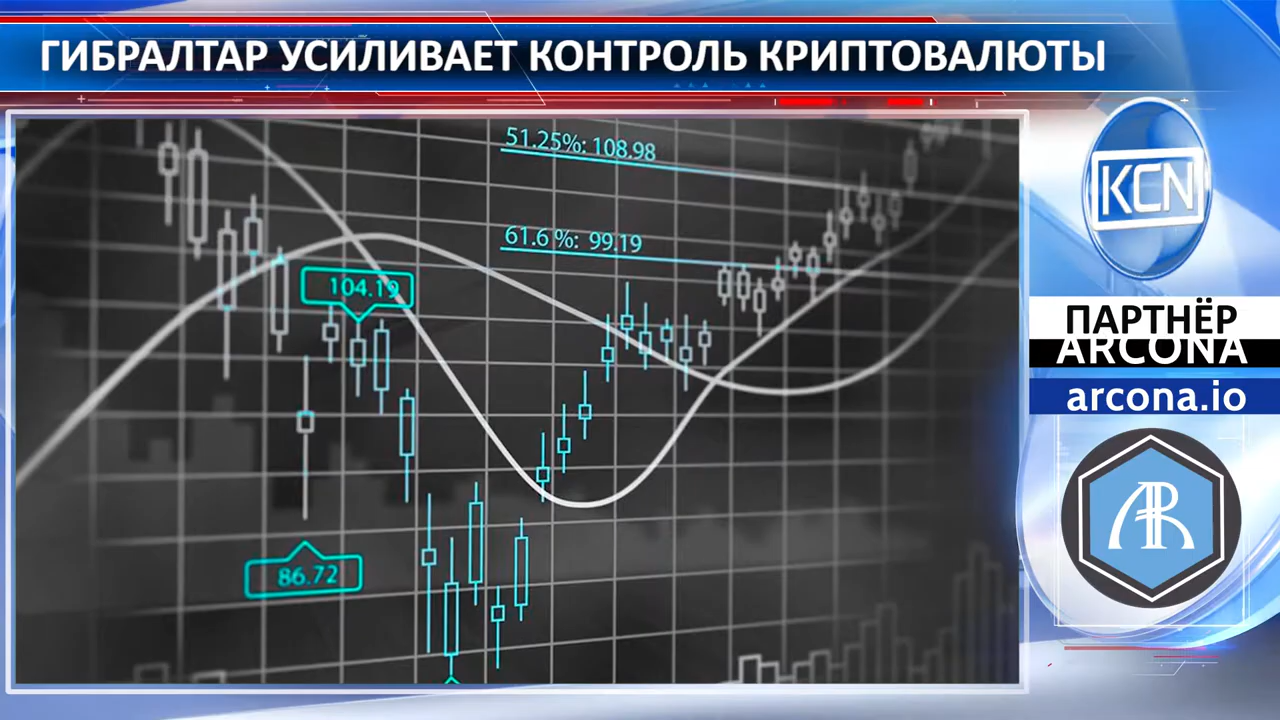 ГИБРАЛТАР УСИЛИВАЕТ КОНТРОЛЬ КРИПТОВАЛЮТЫ
51.25%: 108.98
61.6 %: 99.19
104.19
86.72
KCN
ПАРТНЁР
ARCONA
arcona.io
AR